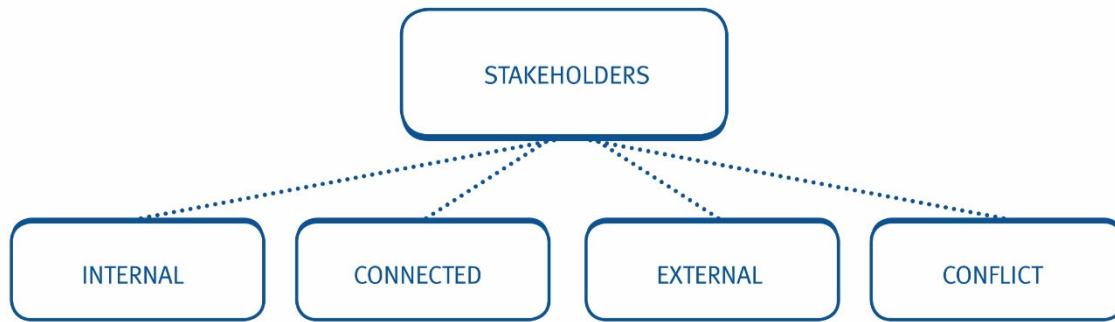 STAKEHOLDERS
INTERNAL
CONNECTED
EXTERNAL
CONFLICT